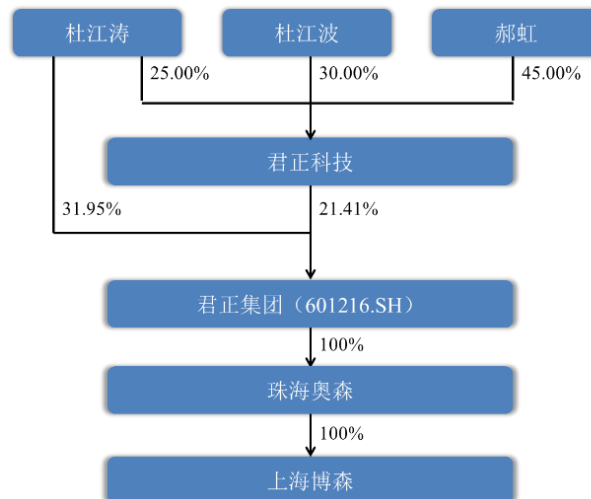 杜江涛
杜江波
郝虹
25.00%
30.00%
45.00%
君正科技
31.95%
21.41%
君正集团（601216.SH）
100%
珠海奥森
100%
上海博森